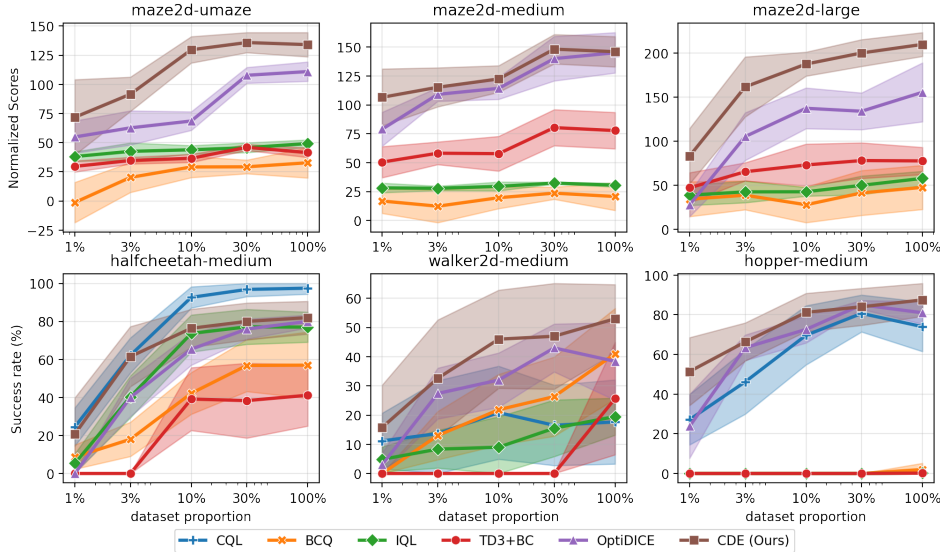 maze2d-umaze maze2d-medium maze2d-large
Normalized Scores
150
125
100
75
50
25
0
−25
1% 3% 10% 30% 100%
150
125
100
75
50
25
0
1% 3% 10% 30% 100%
200
150
100
50
0
1% 3% 10% 30% 100%
halfcheetah-medium walker2d-medium hopper-medium
Success rate (%)
100
80
60
40
20
0
1% 3% 10% 30% 100%
dataset proportion
60
50
40
30
20
10
0
1% 3% 10% 30% 100%
dataset proportion
100
80
60
40
20
0
1% 3% 10% 30% 100%
dataset proportion
CQL BCQ IQL TD3+BC OptiDICE CDE (Ours)